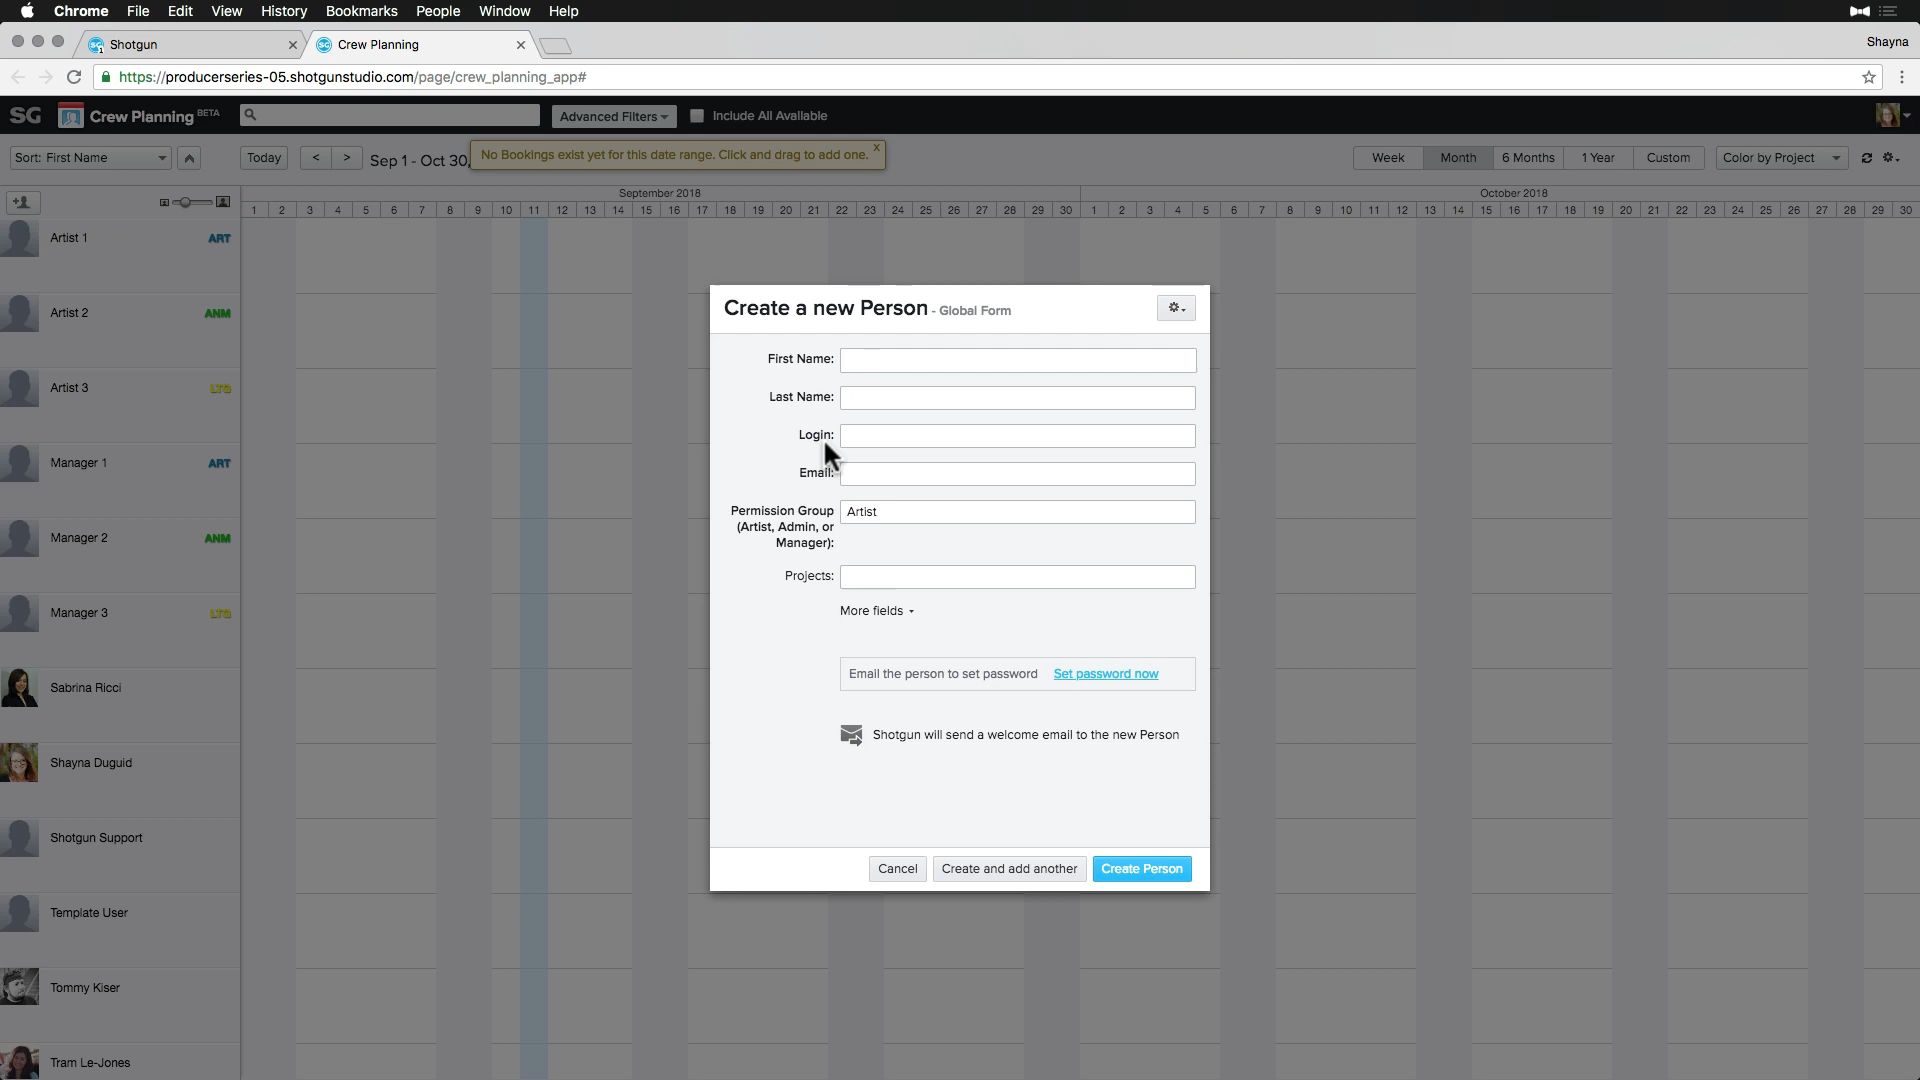 Chrome File Edit View History Bookmarks People Window Help
Shotgun
Crew Planning
Shayna
https://producerseries-05.shotgunstudio.com/page/crew_planning_app#
SG Crew Planning BETA Advanced Filters Include All Available
Sort: First Name Today < > Sep 1 - Oct 30, No Bookings exist yet for this date range. Click and drag to add one. x Week Month 6 Months 1 Year Custom Color by Project
September 2018 October 2018
1 2 3 4 5 6 7 8 9 10 11 12 13 14 15 16 17 18 19 20 21 22 23 24 25 26 27 28 29 30 1 2 3 4 5 6 7 8 9 10 11 12 13 14 15 16 17 18 19 20 21 22 23 24 25 26 27 28 29 30
Artist 1 ART
Artist 2 ANM
Artist 3 LTG
Manager 1 ART
Manager 2 ANM
Manager 3 LTG
Sabrina Ricci
Shayna Duguid
Shotgun Support
Template User
Tommy Kiser
Tram Le-Jones
Create a new Person - Global Form
First Name:
Last Name:
Login:
Email:
Permission Group Artist
(Artist, Admin, or
Manager):
Projects:
More fields
Email the person to set password Set password now
Shotgun will send a welcome email to the new Person
Cancel Create and add another Create Person